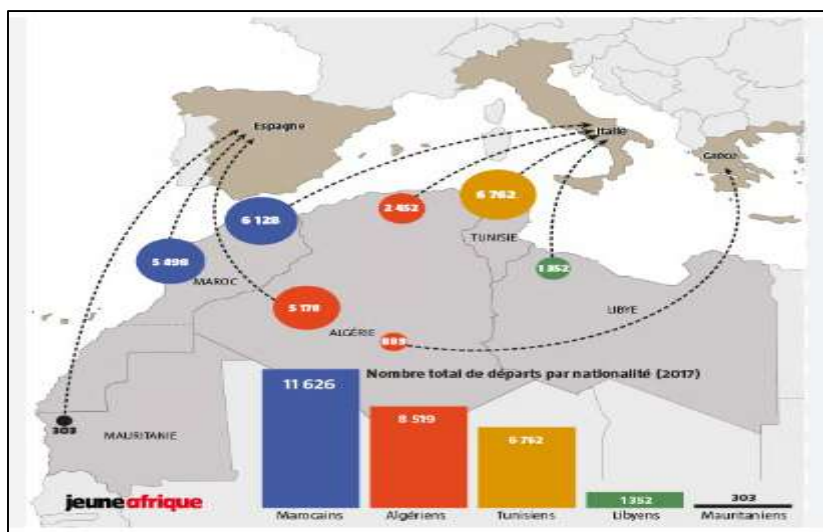 Espagne
Italie
Grèce
6 128
2 452
6 762
TUNISIE
5 498
MAROC
1 352
5 178
LIBYE
ALGÉRIE
889
Nombre total de départs par nationalité (2017)
11 626
8 519
6 762
303
MAURITANIE
1 352
303
jeuneafrique
Marocains
Algériens
Tunisiens
Libyens
Mauritaniens